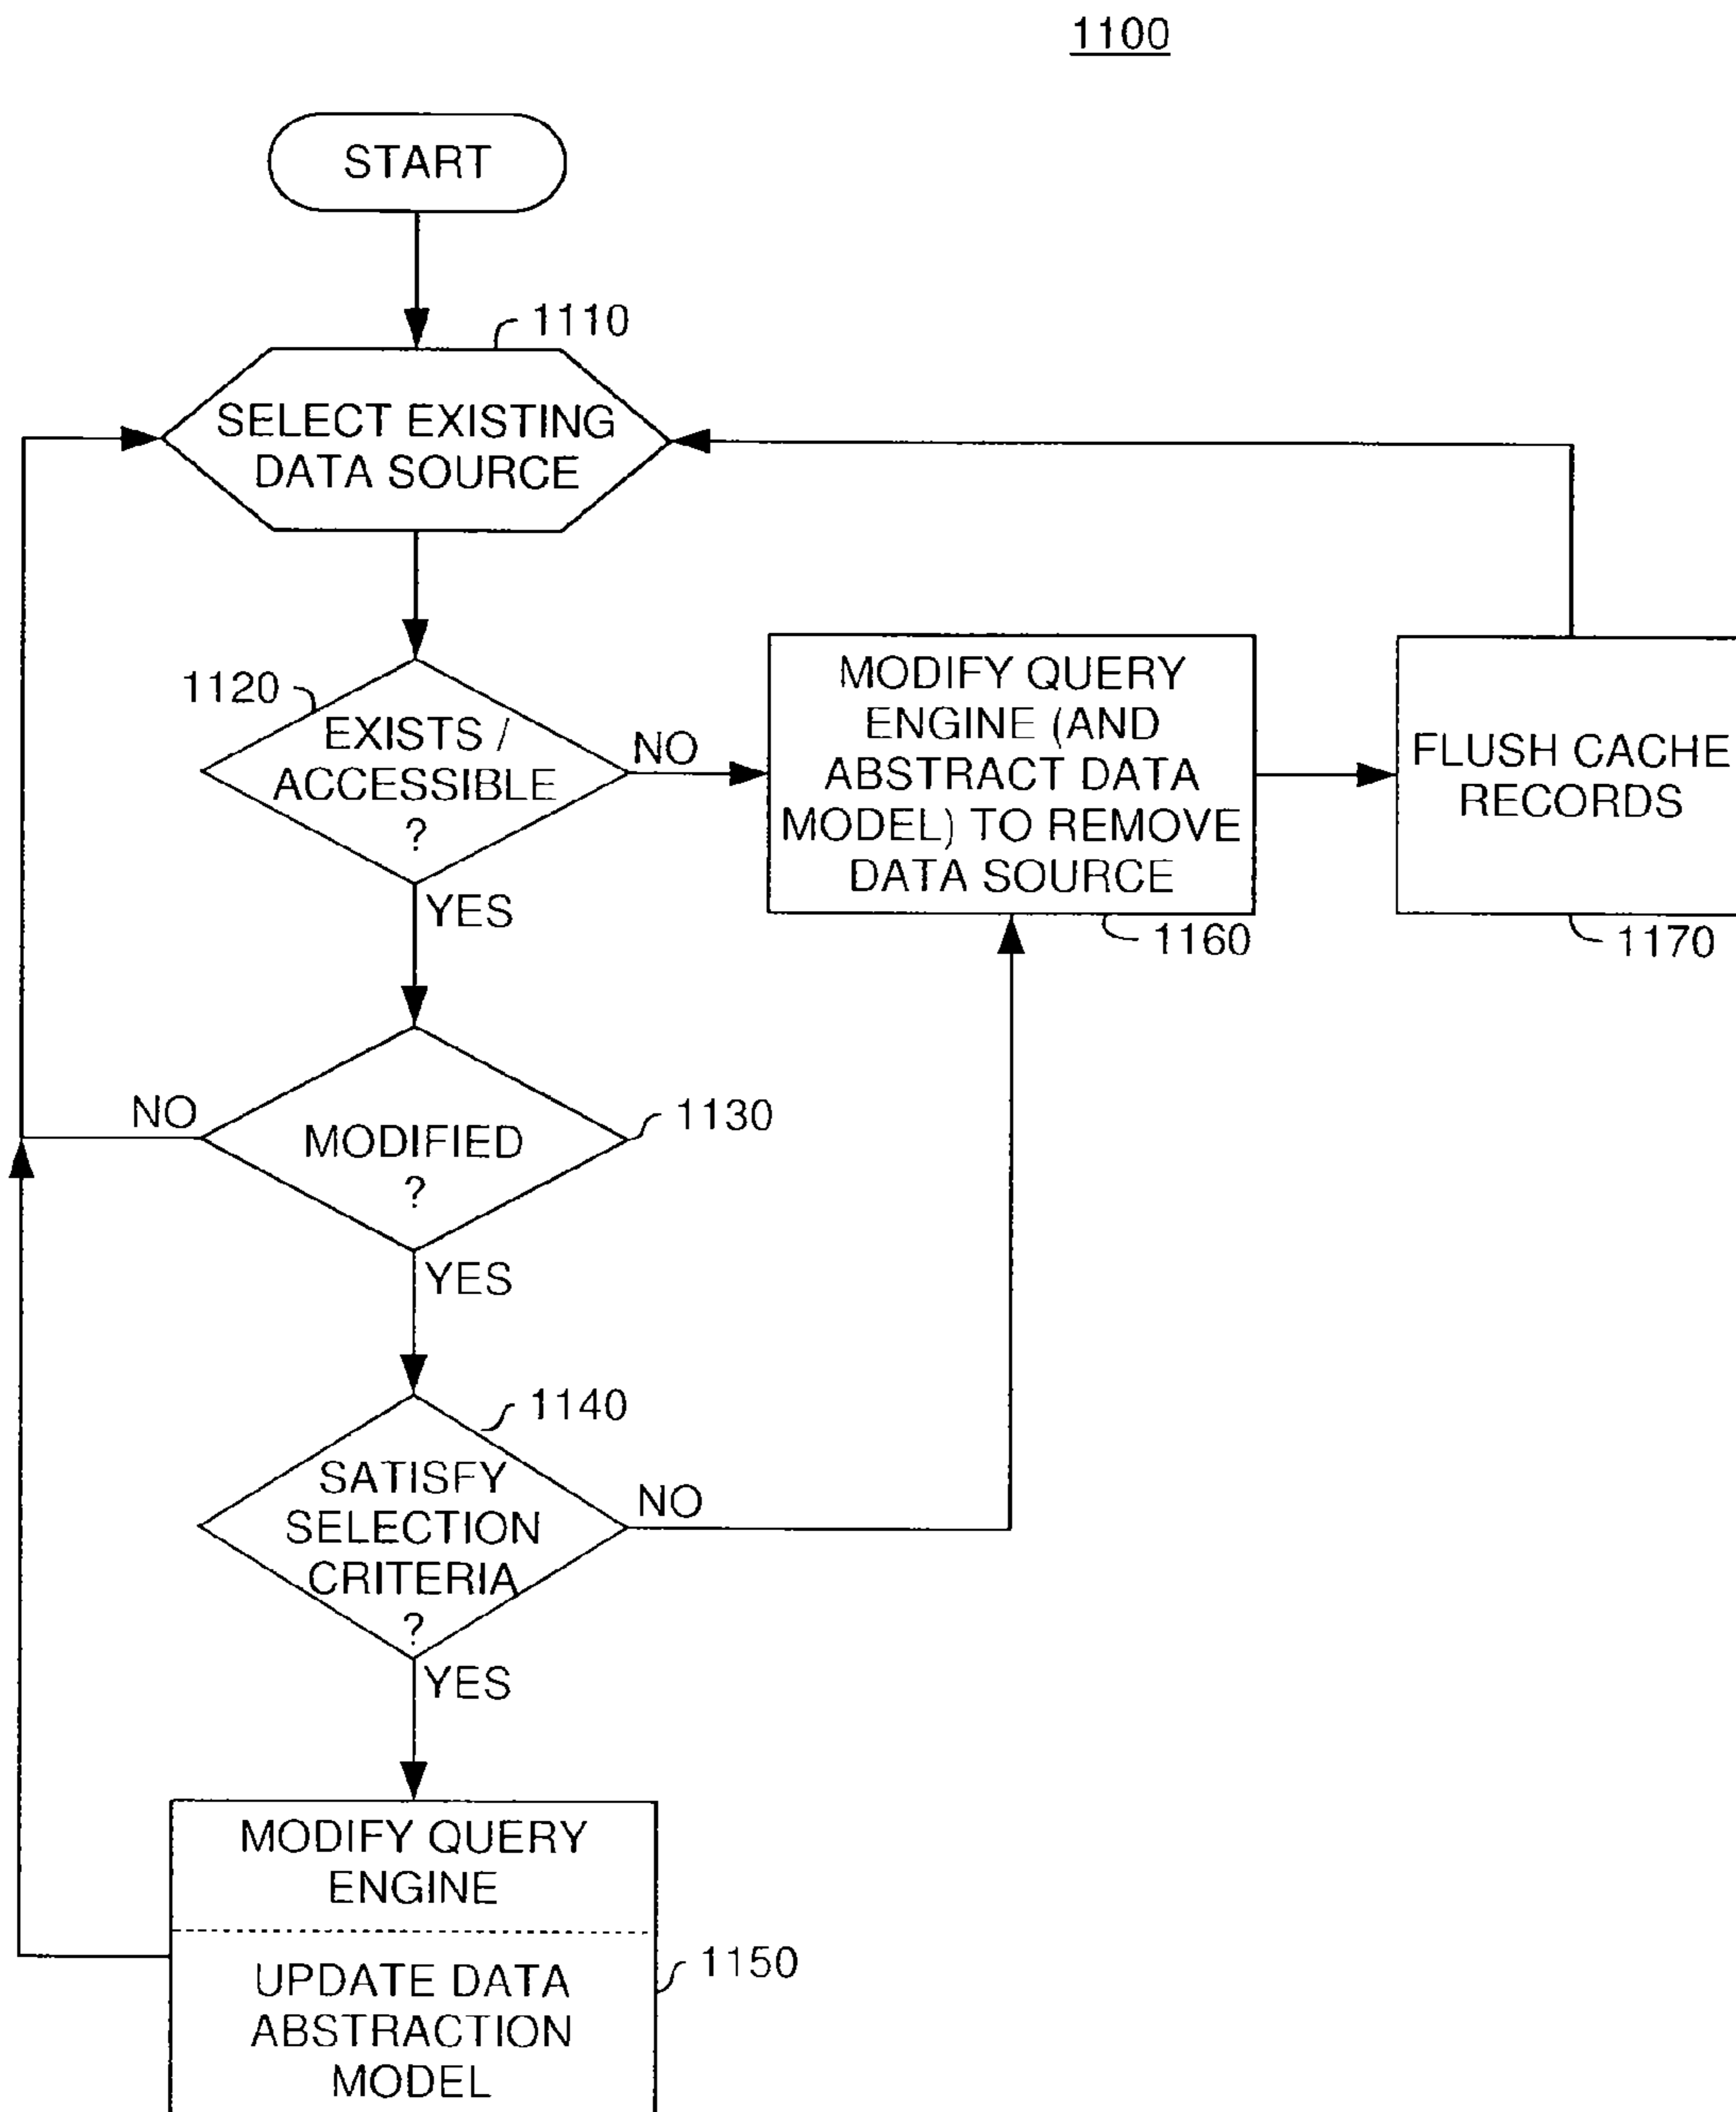 1100
START
1110
SELECT EXISTING
DATA SOURCE
1120
EXISTS /
ACCESSIBLE
?
NO
YES
MODIFY QUERY
ENGINE (AND
ABSTRACT DATA
MODEL) TO REMOVE
DATA SOURCE
1160
FLUSH CACHE
RECORDS
1170
NO
MODIFIED
?
1130
YES
1140
SATISFY
SELECTION
CRITERIA
?
NO
YES
MODIFY QUERY
ENGINE
UPDATE DATA
ABSTRACTION
MODEL
1150